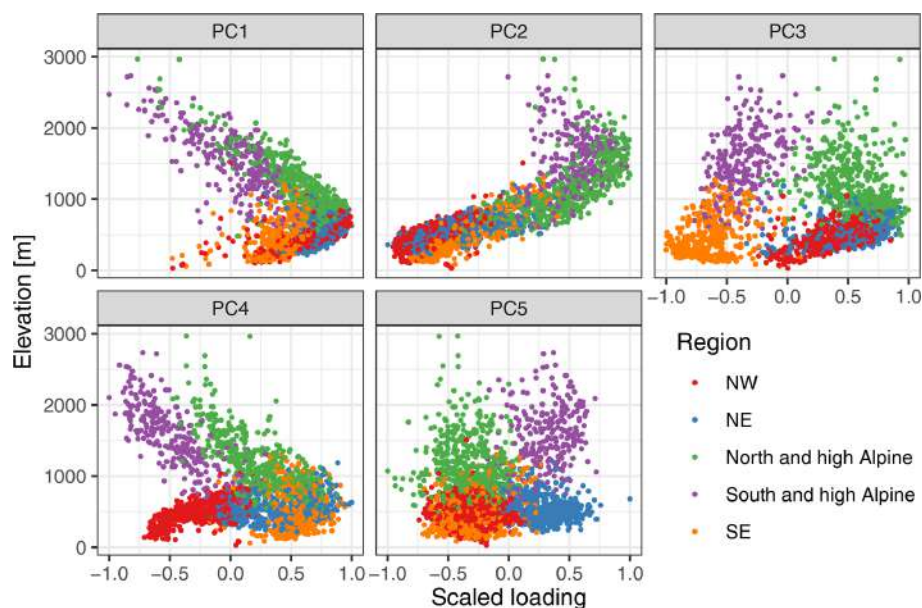 PC1
PC2
PC3
3000
2000
1000
0
−1.0 −0.5 0.0 0.5 1.0
PC4
PC5
3000
2000
1000
0
−1.0 −0.5 0.0 0.5 1.0
−1.0 −0.5 0.0 0.5 1.0
Elevation [m]
Scaled loading
Region
NW
NE
North and high Alpine
South and high Alpine
SE